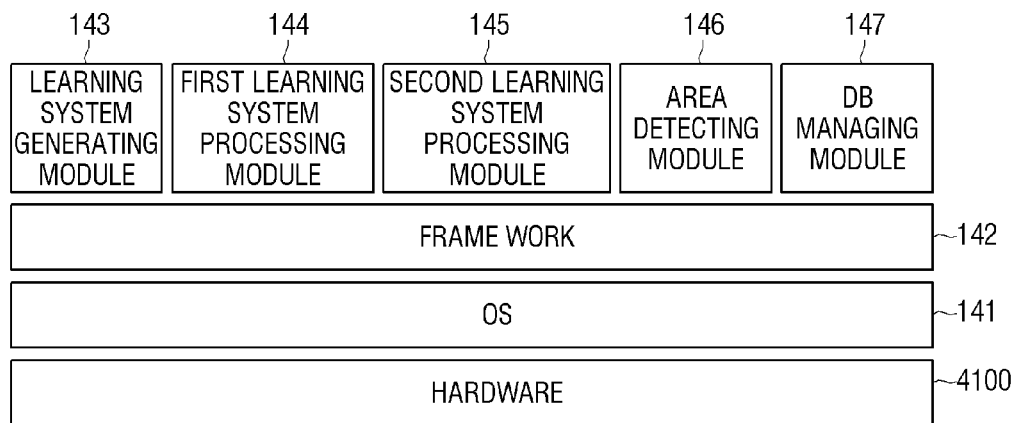 143
144
145
146
147
LEARNING
SYSTEM
GENERATING
MODULE
FIRST LEARNING
SYSTEM
PROCESSING
MODULE
SECOND LEARNING
SYSTEM
PROCESSING
MODULE
AREA
DETECTING
MODULE
DB
MANAGING
MODULE
FRAME WORK
142
OS
141
HARDWARE
4100